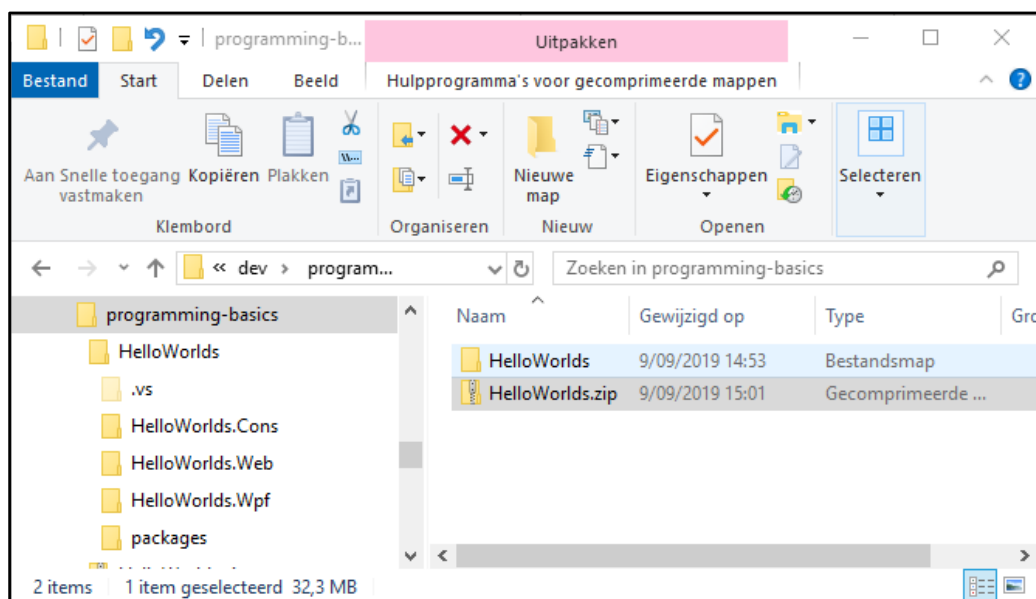 programming-b...
Uitpakken
Bestand Start Delen Beeld Hulpprogramma's voor gecomprimeerde mappen
Aan Snelle toegang vastmaken
Kopiëren Plakken
Nieuwe map
Eigenschappen
Selecteren
Klembord Organiseren Nieuw Openen
« dev › program...
Zoeken in programming-basics
programming-basics
HelloWorlds
.vs
HelloWorlds.Cons
HelloWorlds.Web
HelloWorlds.Wpf
packages
Naam Gewijzigd op Type Gro
HelloWorlds 9/09/2019 14:53 Bestandsmap
HelloWorlds.zip 9/09/2019 15:01 Gecomprimeerde ...
2 items 1 item geselecteerd 32,3 MB